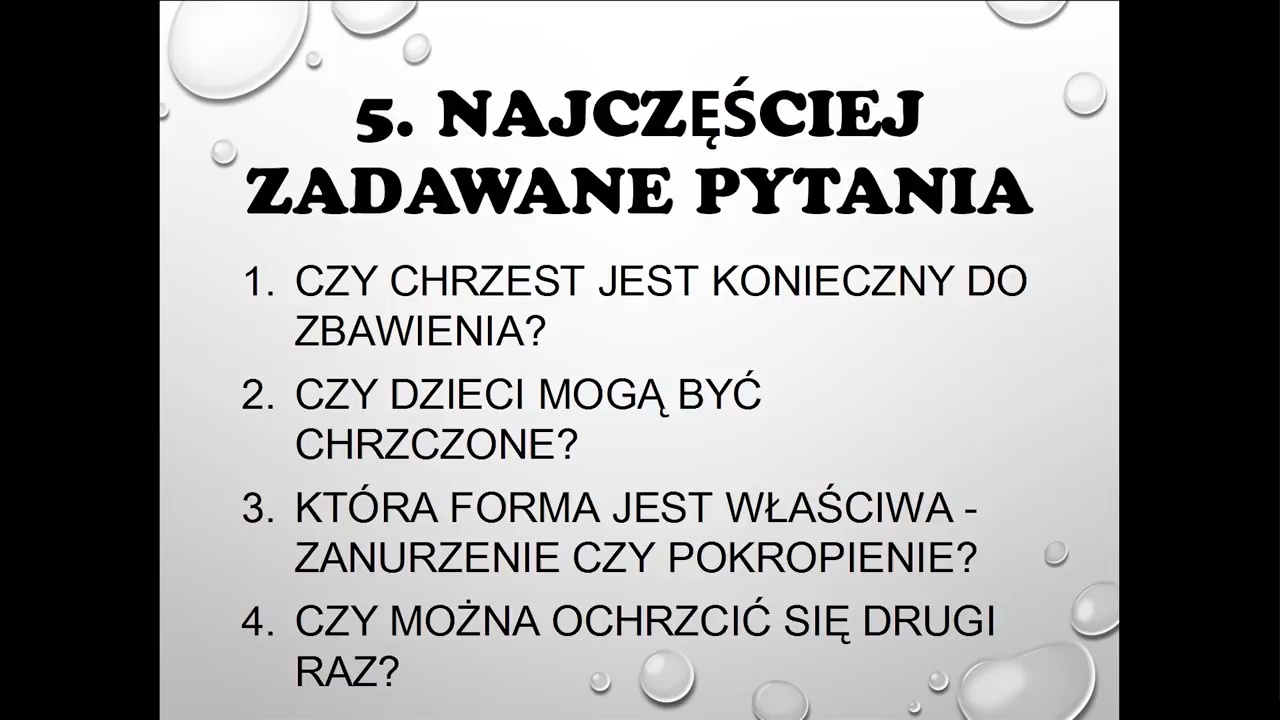 5. NAJCZĘŚCIEJ
ZADAWANE PYTANIA
1. CZY CHRZEST JEST KONIECZNY DO
ZBAWIENIA?
2. CZY DZIECI MOGĄ BYĆ
CHRZCZONE?
3. KTÓRA FORMA JEST WŁAŚCIWA -
ZANURZENIE CZY POKROPIENIE?
4. CZY MOŻNA OCHRZCIĆ SIĘ DRUGI
RAZ?